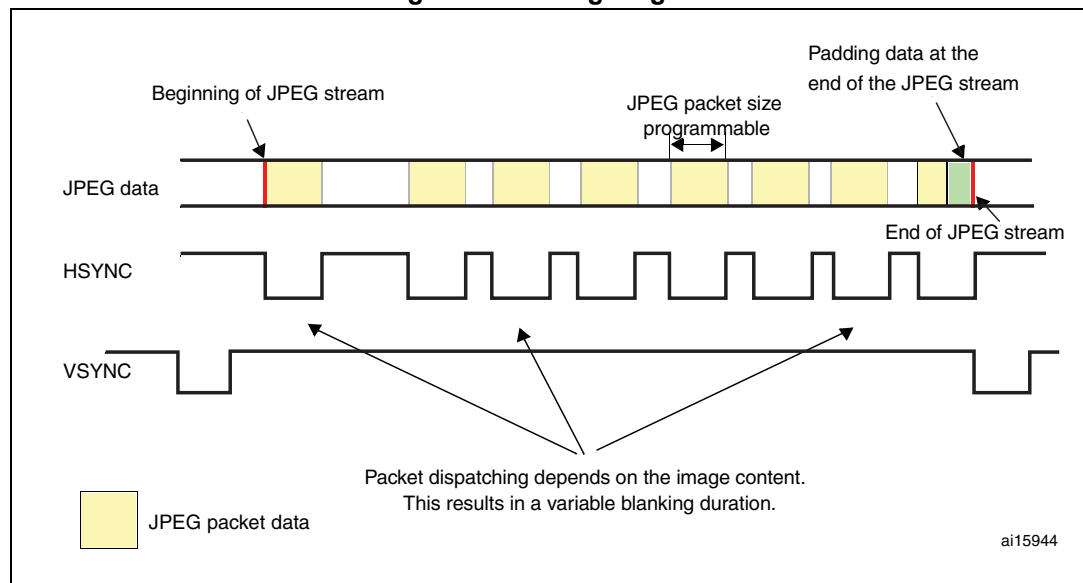 Padding data at the
end of the JPEG stream
Beginning of JPEG stream
JPEG packet size
programmable
JPEG data
End of JPEG stream
HSYNC
VSYNC
Packet dispatching depends on the image content.
This results in a variable blanking duration.
JPEG packet data
ai15944